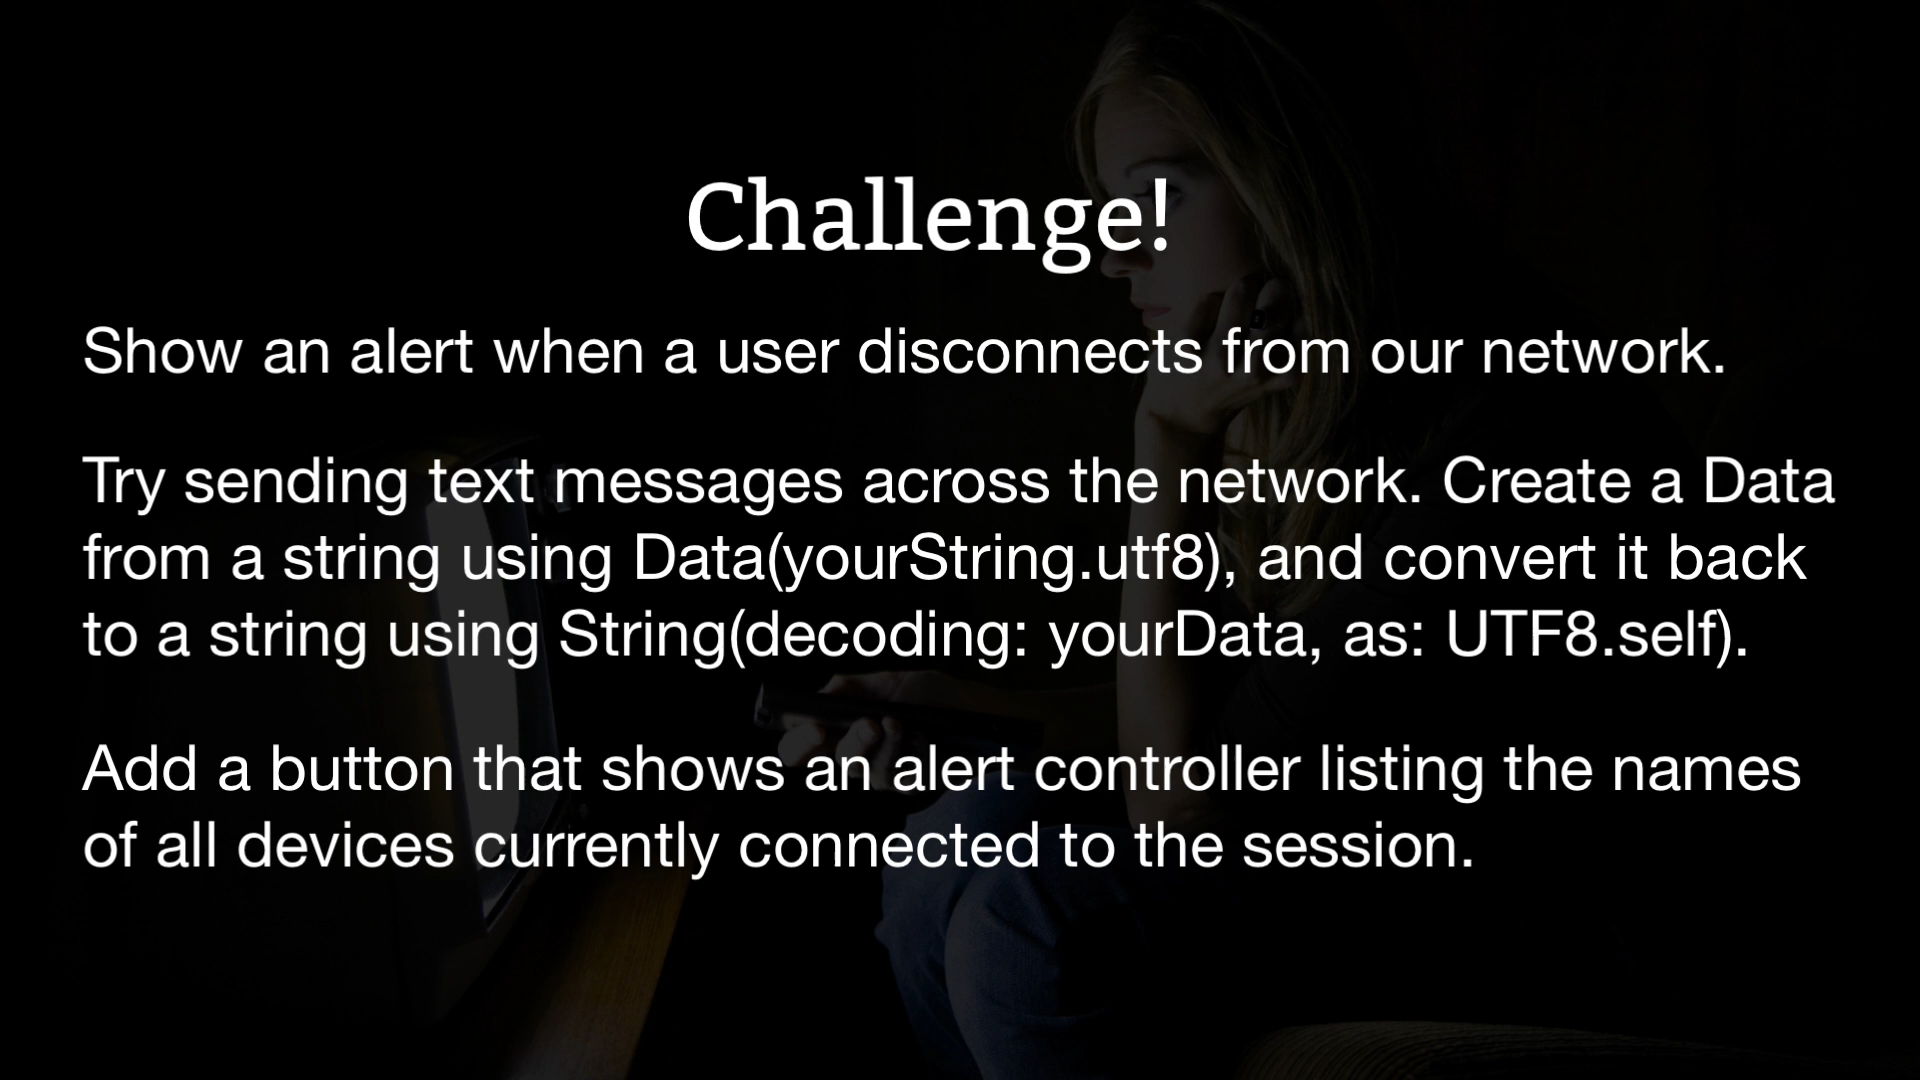 Challenge!
Show an alert when a user disconnects from our network.
Try sending text messages across the network. Create a Data
from a string using Data(yourString.utf8), and convert it back
to a string using String(decoding: yourData, as: UTF8.self).
Add a button that shows an alert controller listing the names
of all devices currently connected to the session.